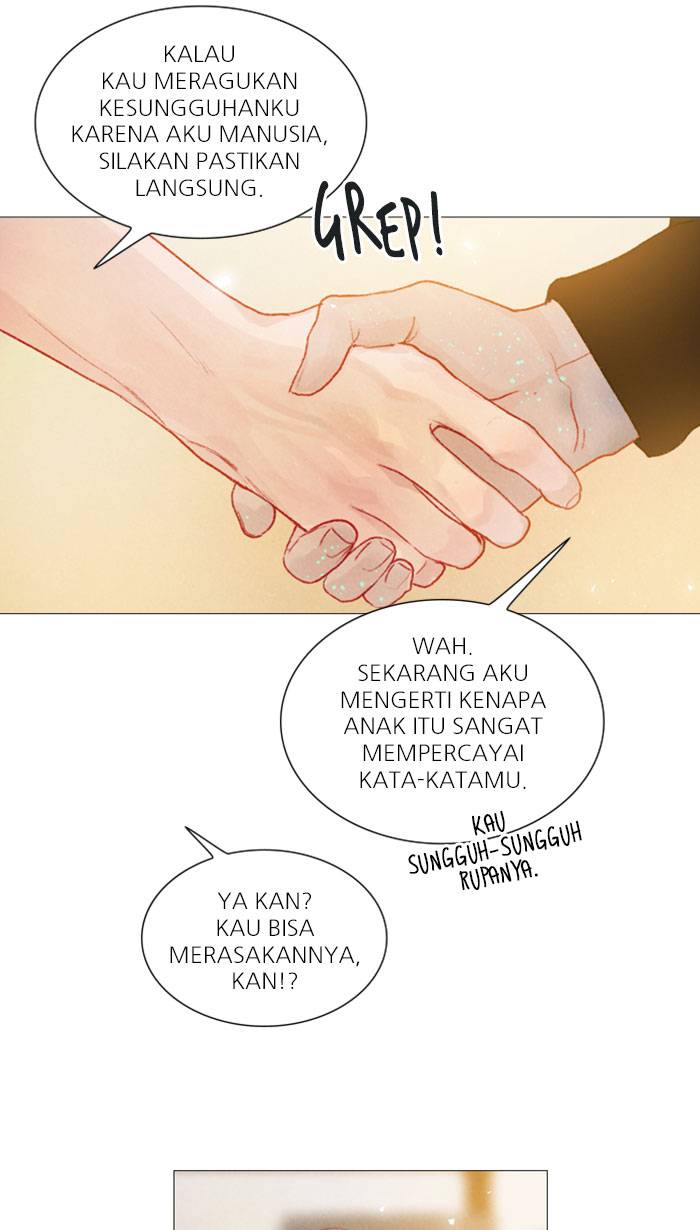 KALAU
KAU MERAGUKAN
KESUNGGUHANKU
KARENA AKU MANUSIA,
SILAKAN PASTIKAN
LANGSUNG.
GREP!
WAH.
SEKARANG AKU
MENGERTI KENAPA
ANAK ITU SANGAT
MEMPERCAYAI
KATA-KATAMU.
KAU
SUNGGUH-SUNGGUH
RUPANYA.
YA KAN?
KAU BISA
MERASAKANNYA,
KAN!?